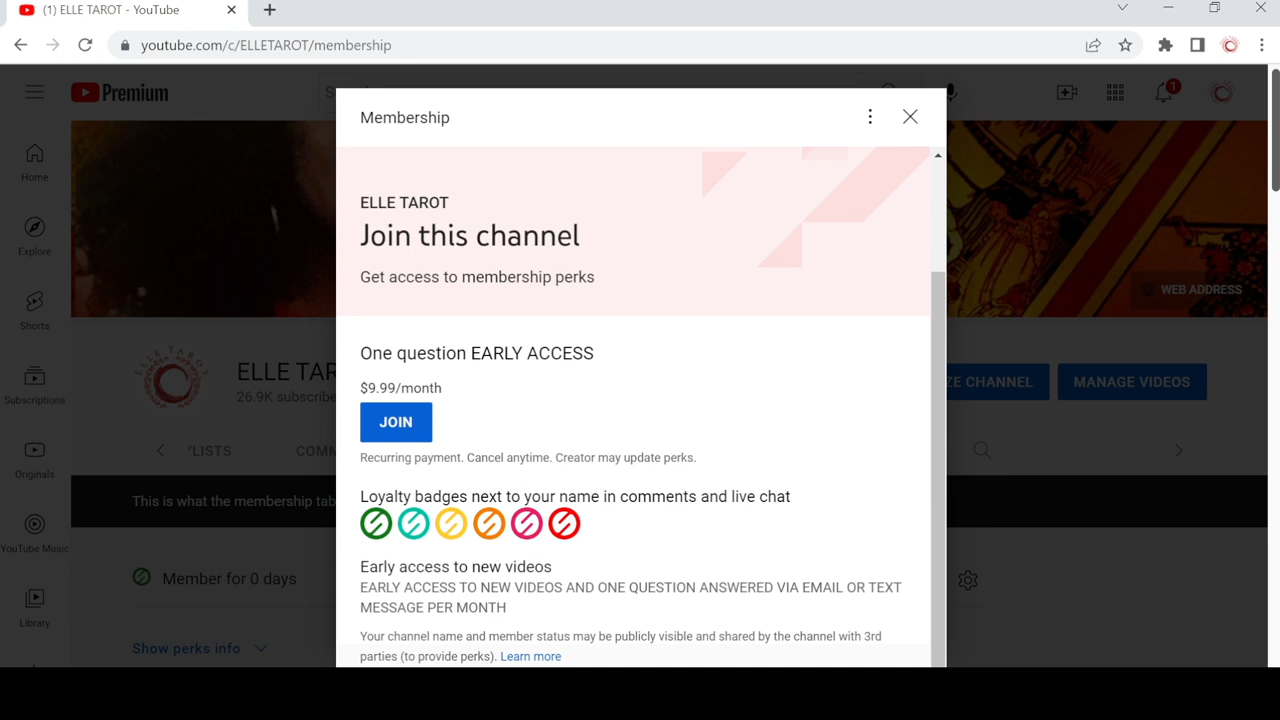 (1) ELLE TAROT - YouTube
youtube.com/c/ELLETAROT/membership
Premium
S
1
Membership
Home
ELLE TAROT
Join this channel
Explore
Get access to membership perks
WEB ADDRESS
Shorts
One question EARLY ACCESS
ELLE TAROT
ELLE TAR
$9.99/month
ZE CHANNEL
MANAGE VIDEOS
26.9K subscribe
Subscriptions
JOIN
'LISTS
COMM
Recurring payment. Cancel anytime. Creator may update perks.
Originals
This is what the membership tab
Loyalty badges next to your name in comments and live chat
YouTube Music
Early access to new videos
Member for 0 days
EARLY ACCESS TO NEW VIDEOS AND ONE QUESTION ANSWERED VIA EMAIL OR TEXT
MESSAGE PER MONTH
Library
Your channel name and member status may be publicly visible and shared by the channel with 3rd
Show perks info
parties (to provide perks). Learn more